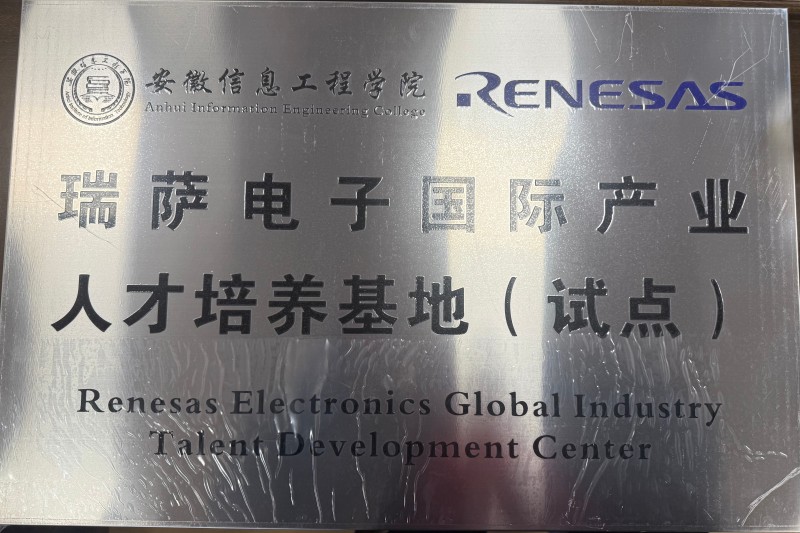 安徽信息工程学院
Anhui Information Engineering College
RENESAS
瑞萨电子国际产业
人才培养基地（试点）
Renesas Electronics Global Industry
Talent Development Center